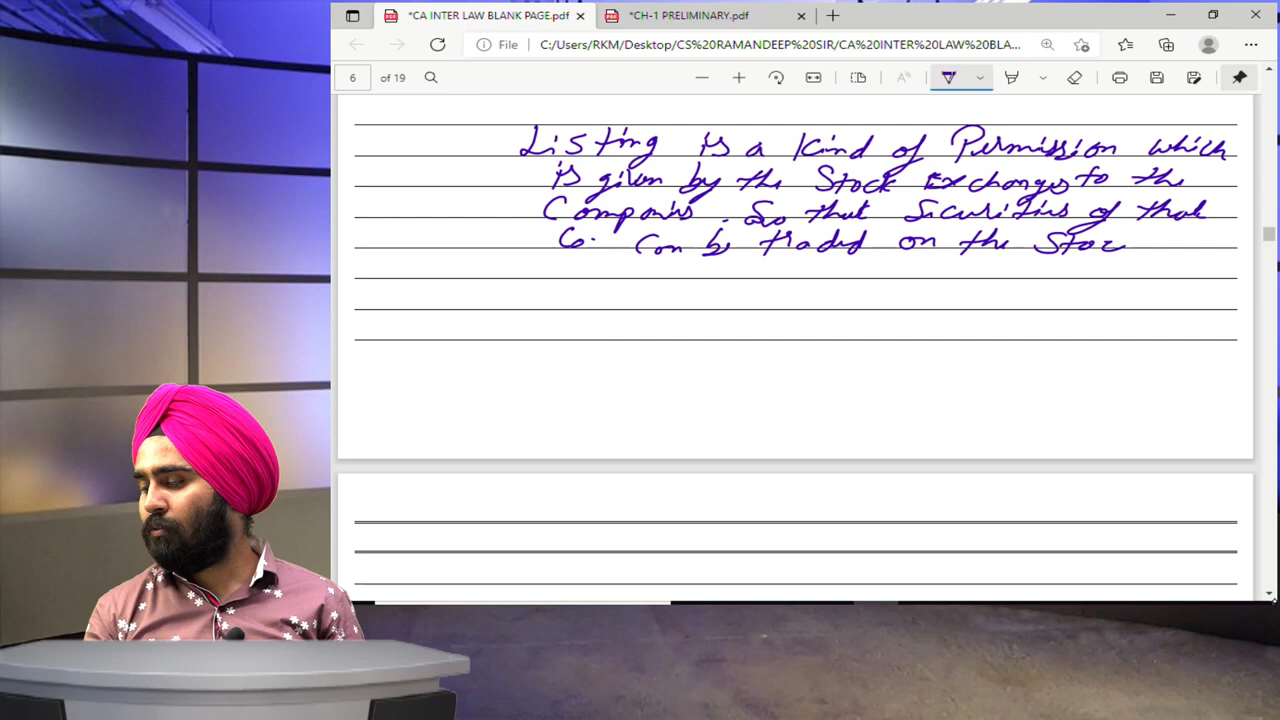 *CA INTER LAW BLANK PAGE.pdf
*CH-1 PRELIMINARY.pdf
File
C:/Users/RKM/Desktop/CS%20RAMANDEEP%20SIR/CA%20INTER%20LAW%20BLA...
6 of 19
Listing is a Kind of Permission which
is given by the Stock Exchanges to the
Companies. So that Securities of that
Co. Can be traded on the Stoc